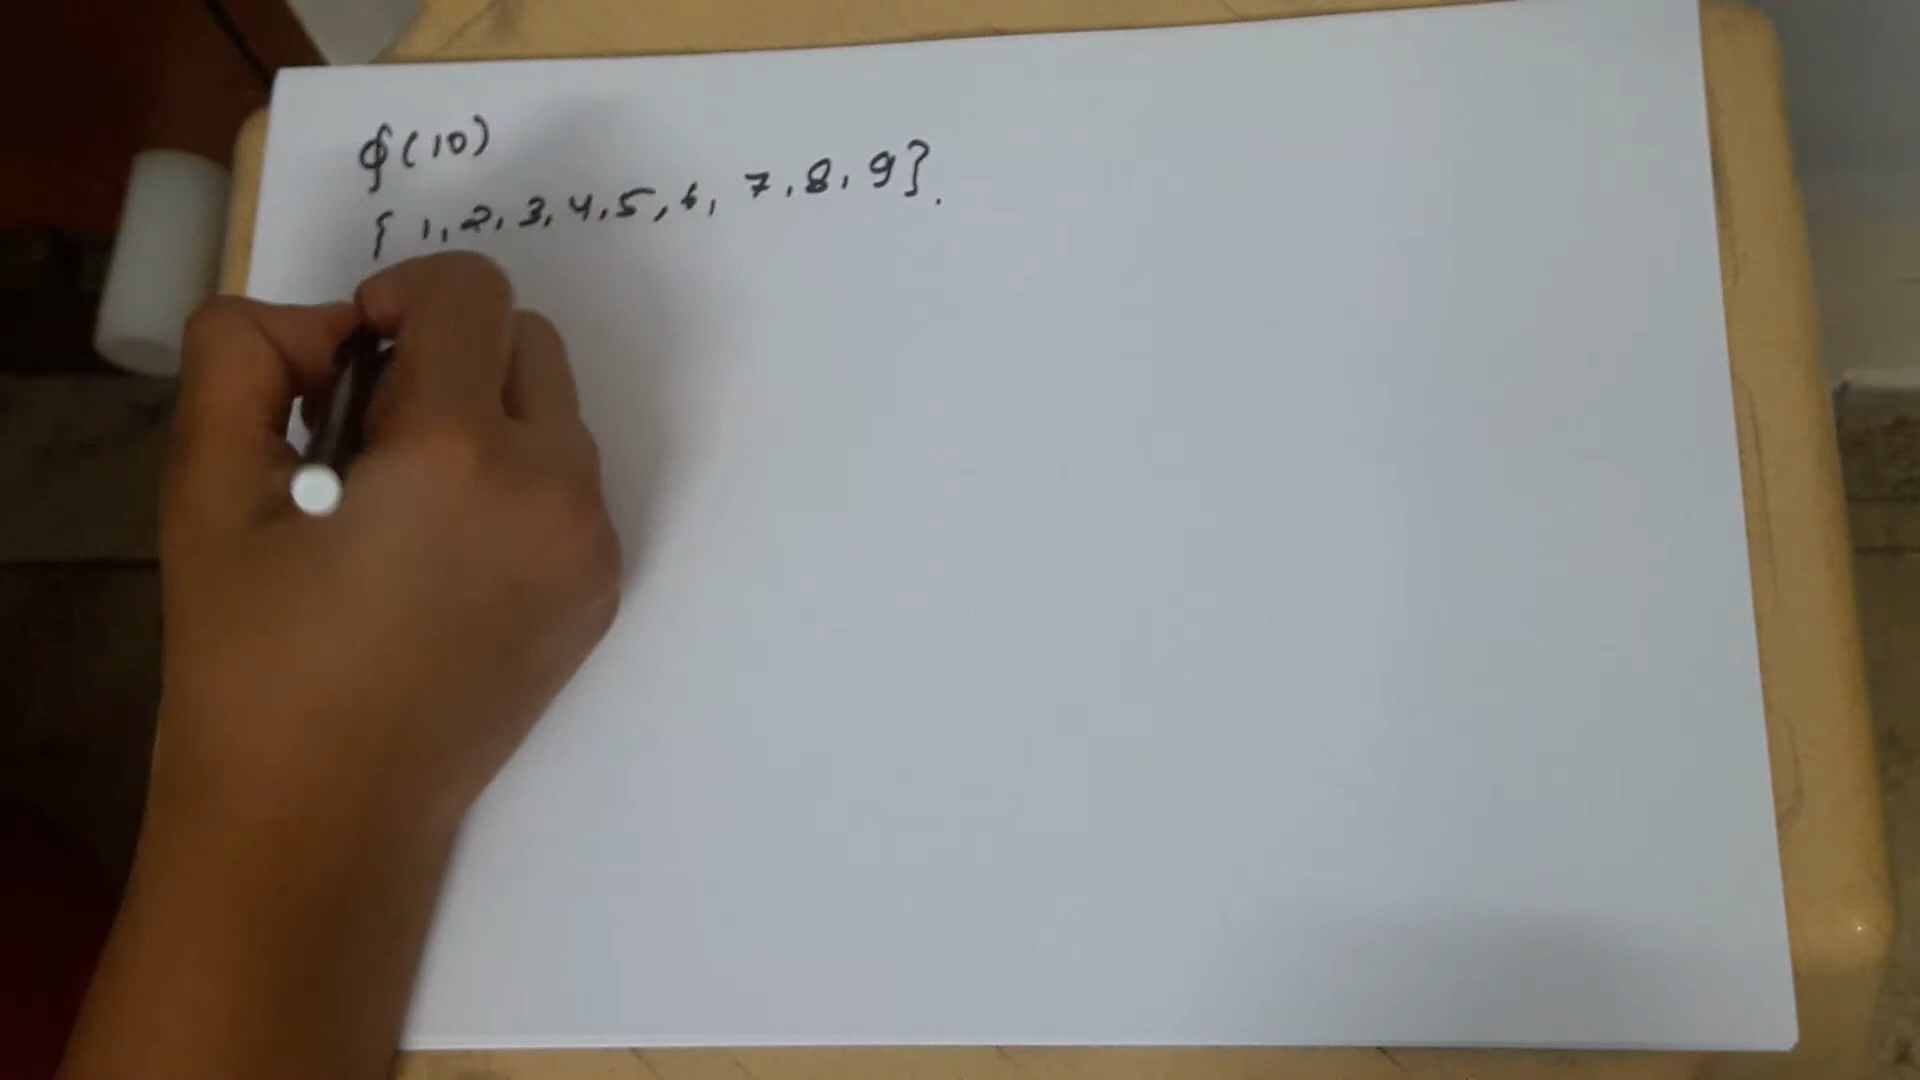 ϕ(10)
{ 1, 2, 3, 4, 5, 6, 7, 8, 9}.